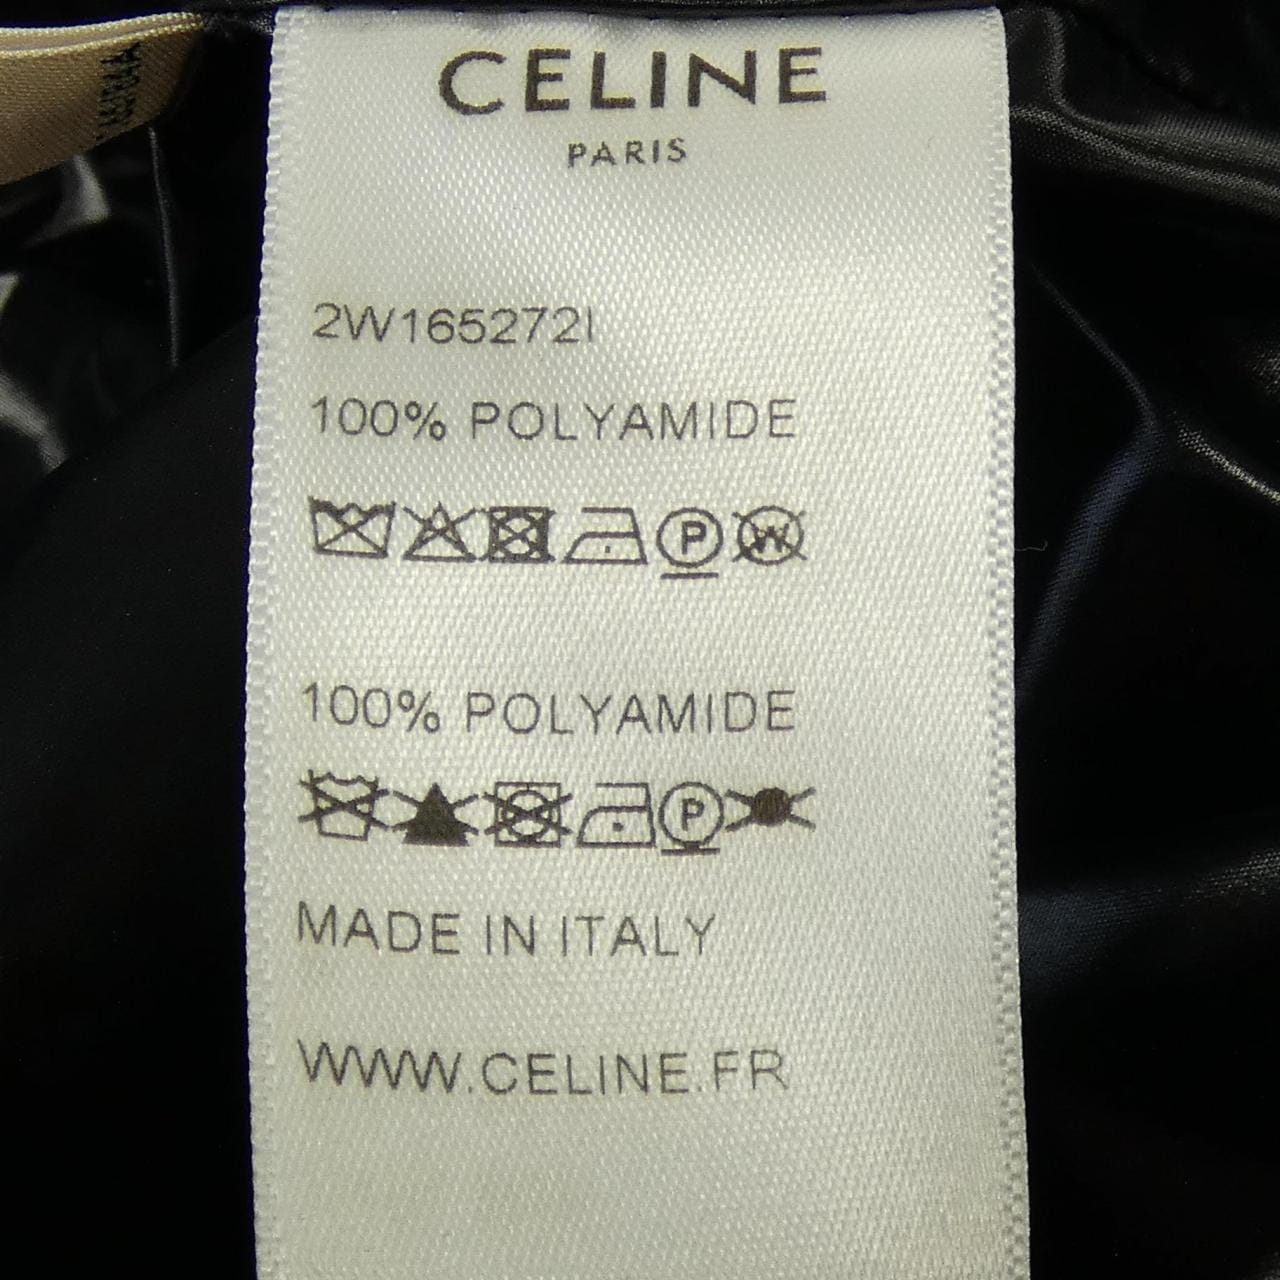 CELINE
PARIS
2W165272I
100% POLYAMIDE
P W
100% POLYAMIDE
P
MADE IN ITALY
WWW.CELINE.FR